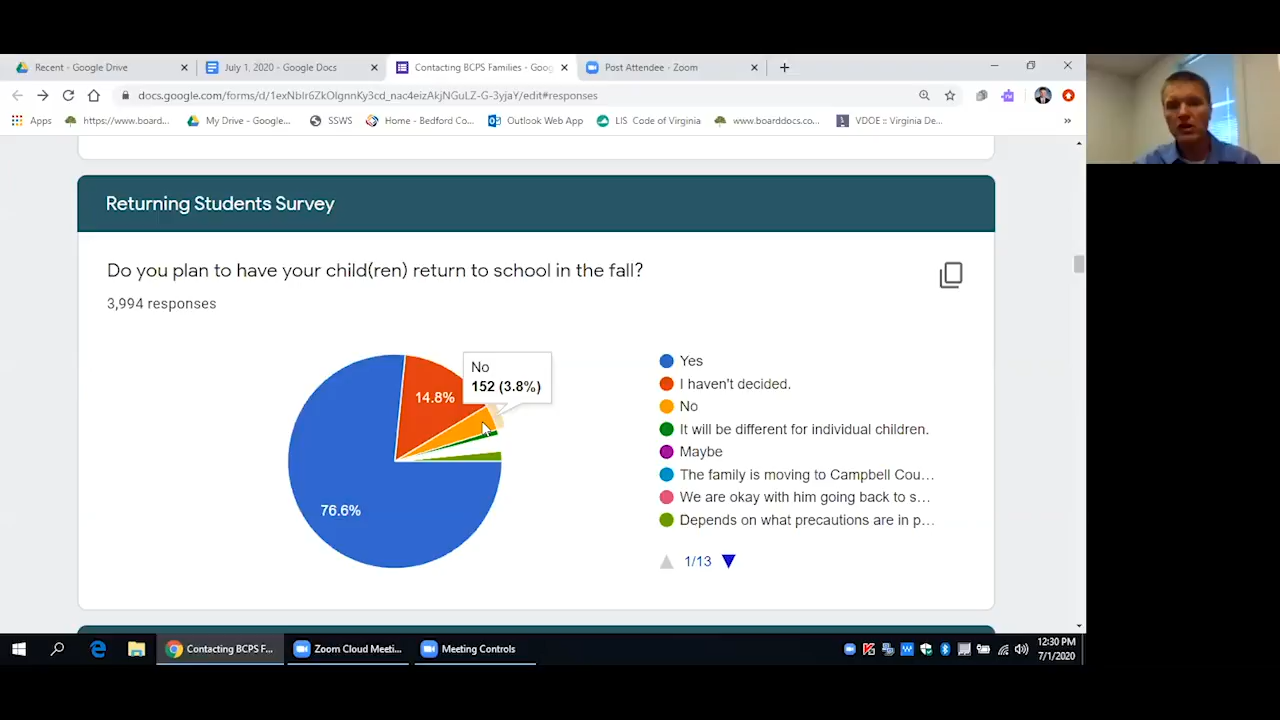 Recent - Google Drive
July 1, 2020 - Google Docs
Contacting BCPS Families - Goog
Post Attendee - Zoom
docs.google.com/forms/d/1exNbIr6ZkOlgnnKy3cd_nac4eizAkjNGuLZ-G-3yjaY/edit#responses
Apps
https://www.board...
My Drive - Google...
SSWS
Home - Bedford Co...
Outlook Web App
LIS Code of Virginia
www.boarddocs.co...
VDOE :: Virginia De...
»
Returning Students Survey
Do you plan to have your child(ren) return to school in the fall?
3,994 responses
No
152 (3.8%)
14.8%
76.6%
Yes
I haven't decided.
No
It will be different for individual children.
Maybe
The family is moving to Campbell Cou...
We are okay with him going back to s...
Depends on what precautions are in p...
1/13
Contacting BCPS F...
Zoom Cloud Meeti...
Meeting Controls
12:30 PM
7/1/2020